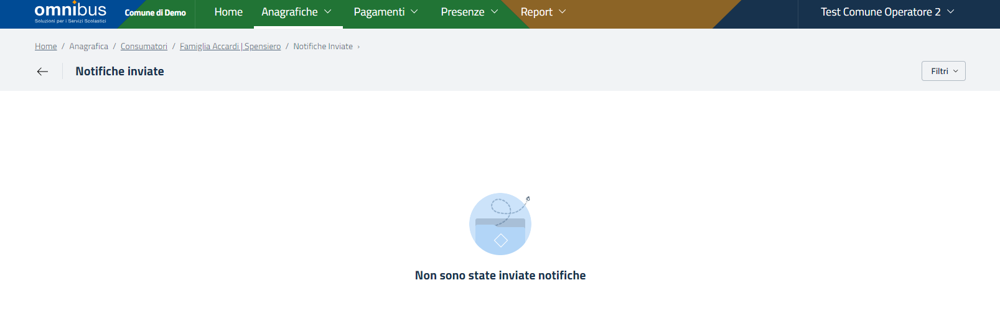 omnibus
Soluzioni per i Servizi Scolastici
Comune di Demo
Home Anagrafiche Pagamenti Presenze Report Test Comune Operatore 2
Home / Anagrafica / Consumatori / Famiglia Accardi | Spensiero / Notifiche Inviate ›
Notifiche inviate
Filtri
Non sono state inviate notifiche